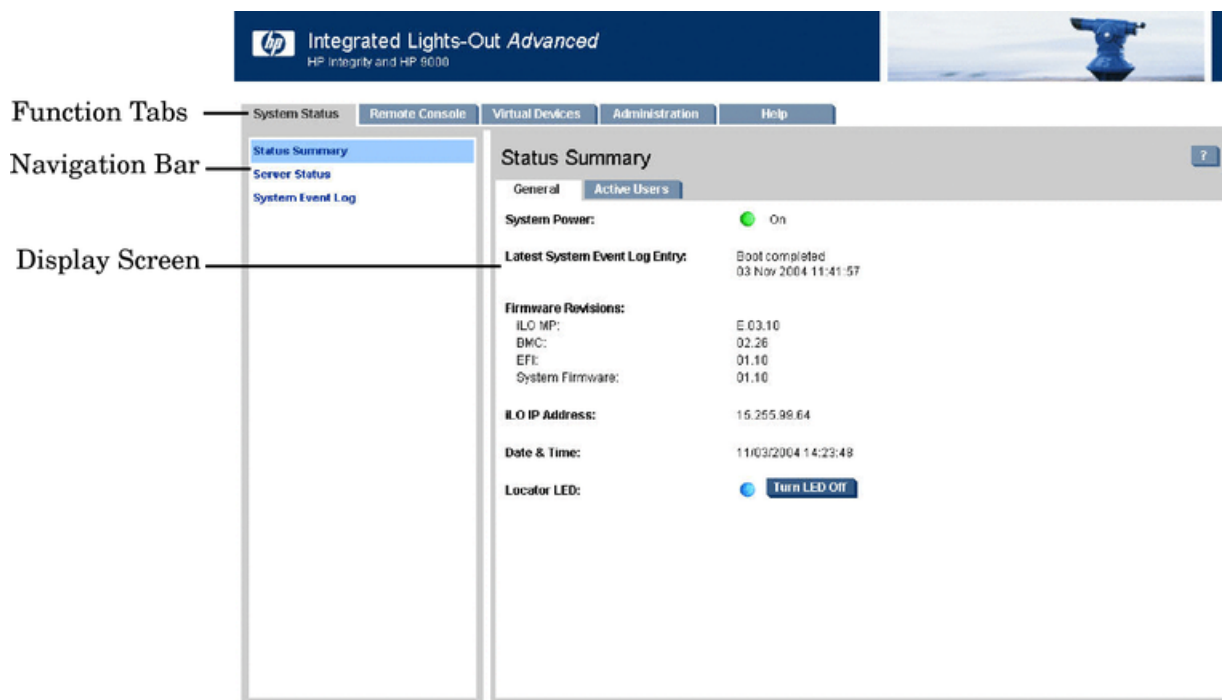 hp
Integrated Lights-Out Advanced
HP Integrity and HP 9000
Function Tabs
System Status Remote Console Virtual Devices Administration Help
Navigation Bar
Status Summary
Server Status
System Event Log
Status Summary
?
General Active Users
System Power: On
Display Screen
Latest System Event Log Entry: Boot completed
03 Nov 2004 11:41:57
Firmware Revisions:
iLO MP: E.03.10
BMC: 02.26
EFI: 01.10
System Firmware: 01.10
iLO IP Address: 15.255.99.64
Date & Time: 11/03/2004 14:23:48
Locator LED: Turn LED Off